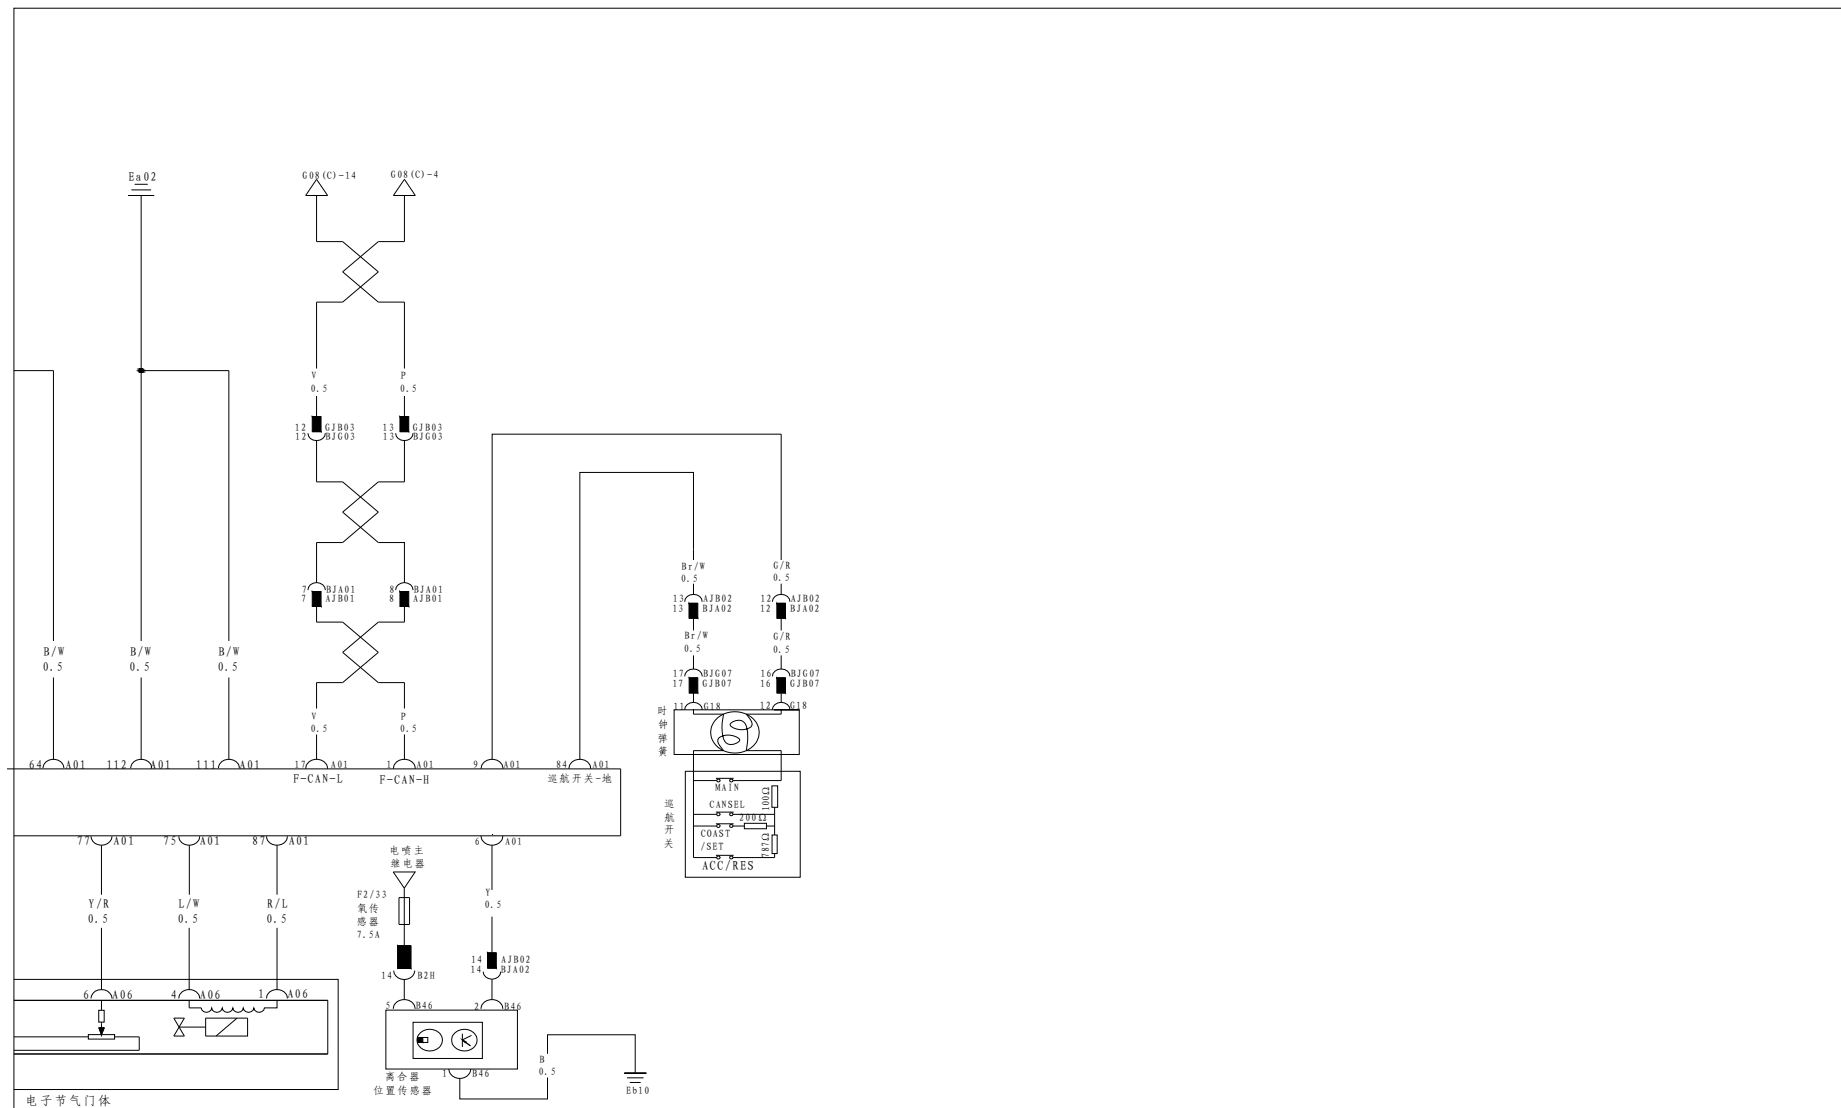 Ea02
G08(C)-14
G08(C)-4
V
0.5
P
0.5
12 GJB03
12 BJG03
13 GJB03
13 BJG03
7 BJA01
7 AJB01
8 BJA01
8 AJB01
Br/W
0.5
G/R
0.5
13 AJB02
13 BJA02
12 AJB02
12 BJA02
Br/W
0.5
G/R
0.5
B/W
0.5
B/W
0.5
B/W
0.5
17 BJG07
17 GJB07
16 BJG07
16 GJB07
V
0.5
P
0.5
11 G18
12 G18
时钟弹簧
64 A01
112 A01
111 A01
17 A01
1 A01
9 A01
84 A01
F-CAN-L
F-CAN-H
巡航开关-地
巡航开关
MAIN
100Ω
CANSEL
200Ω
COAST
/SET
787Ω
ACC/RES
77 A01
75 A01
87 A01
6 A01
电喷主
继电器
F2/33
氧传
感器
7.5A
Y/R
0.5
L/W
0.5
R/L
0.5
Y
0.5
14 AJB02
14 BJA02
14 B2H
6 A06
4 A06
1 A06
5 B46
2 B46
离合器
位置传感器
1 B46
B
0.5
Eb10
电子节气门体